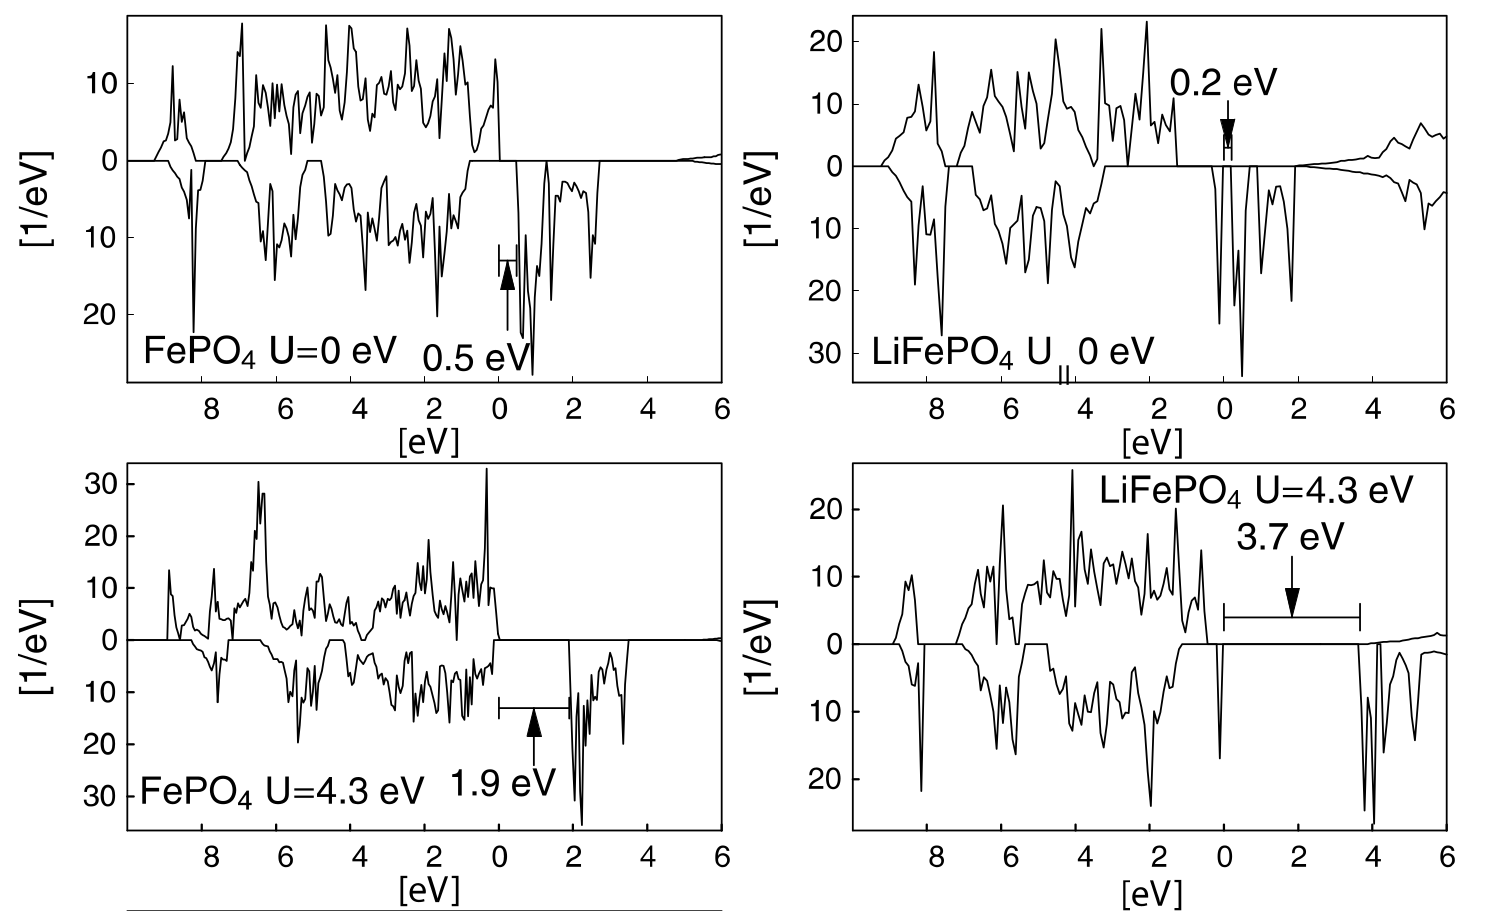 10
0
10
20
[1/eV]
FePO4 U=0 eV
0.5 eV
8 6 4 2 0 2 4 6
[eV]
20
10
0
10
20
30
[1/eV]
0.2 eV
LiFePO4 U || 0 eV
8 6 4 2 0 2 4 6
[eV]
30
20
10
0
10
20
30
[1/eV]
FePO4 U=4.3 eV
1.9 eV
8 6 4 2 0 2 4 6
[eV]
20
10
0
10
20
[1/eV]
LiFePO4 U=4.3 eV
3.7 eV
8 6 4 2 0 2 4 6
[eV]